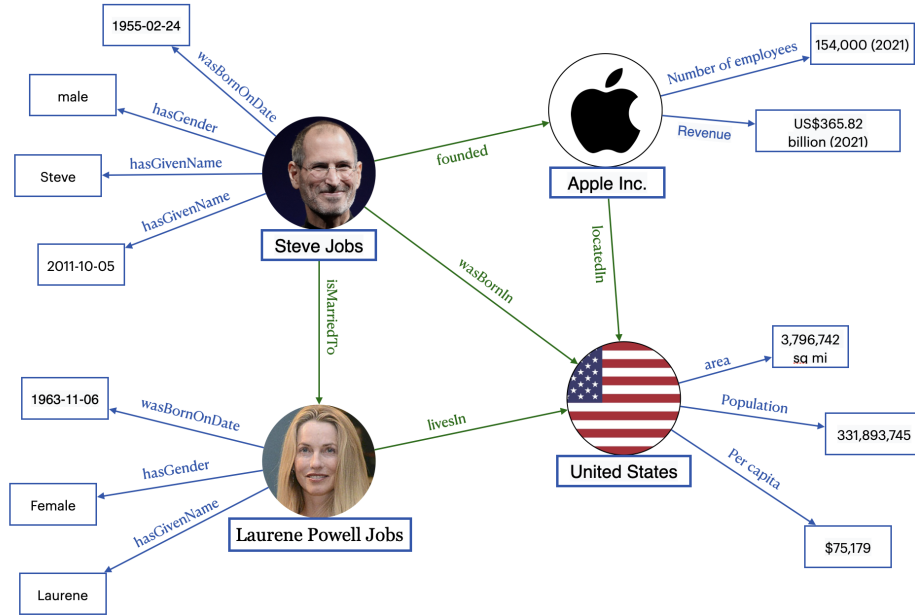 1955-02-24
wasBornOnDate
154,000 (2021)
Number of employees
male
hasGender
US$365.82
billion (2021)
Revenue
founded
Steve
hasGivenName
Apple Inc.
hasGivenName
Steve Jobs
2011-10-05
locatedIn
wasBornIn
isMarriedTo
3,796,742
sq mi
area
1963-11-06
wasBornOnDate
livesIn
Population
331,893,745
United States
Per capita
hasGender
Female
hasGivenName
Laurene Powell Jobs
$75,179
Laurene